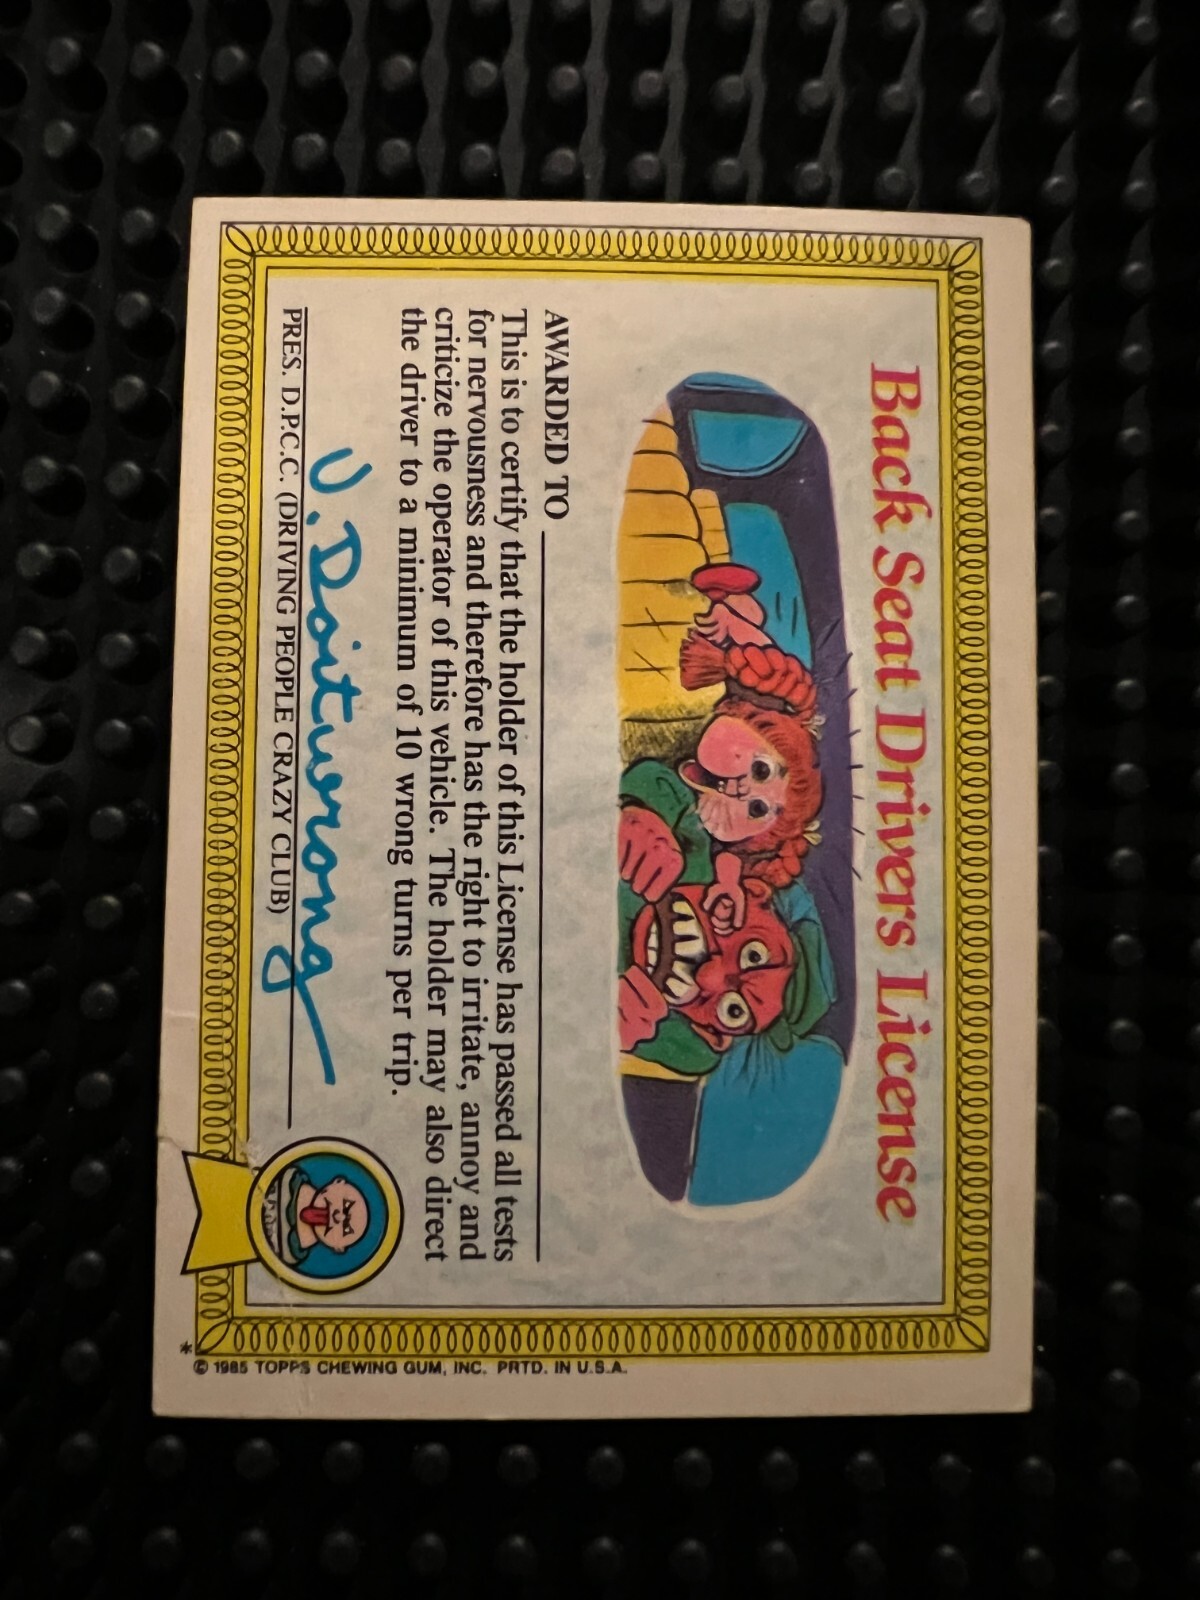 Back Seat Drivers License
AWARDED TO
This is to certify that the holder of this License has passed all tests
for nervousness and therefore has the right to irritate, annoy and
criticize the operator of this vehicle. The holder may also direct
the driver to a minimum of 10 wrong turns per trip.
U. Doitwrong
PRES. D.P.C.C. (DRIVING PEOPLE CRAZY CLUB)
* © 1985 TOPPS CHEWING GUM, INC. PRTD. IN U.S.A.